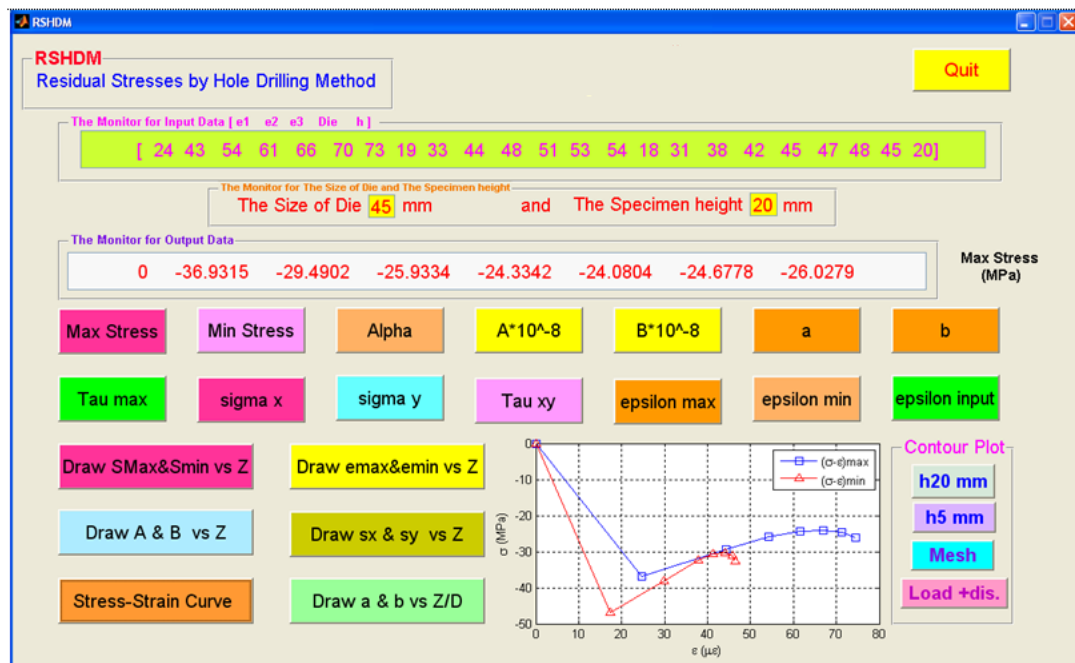 RSHDM
RSHDM
Residual Stresses by Hole Drilling Method
Quit
The Monitor for Input Data [ e1 e2 e3 Die h ]
[ 24 43 54 61 66 70 73 19 33 44 48 51 53 54 18 31 38 42 45 47 48 45 20]
The Monitor for The Size of Die and The Specimen height
The Size of Die 45 mm and The Specimen height 20 mm
The Monitor for Output Data
0 -36.9315 -29.4902 -25.9334 -24.3342 -24.0804 -24.6778 -26.0279
Max Stress
(MPa)
Max Stress
Min Stress
Alpha
A*10^-8
B*10^-8
a
b
Tau max
sigma x
sigma y
Tau xy
epsilon max
epsilon min
epsilon input
Draw SMax&Smin vs Z
Draw emax&emin vs Z
Draw A & B vs Z
Draw sx & sy vs Z
Stress-Strain Curve
Draw a & b vs Z/D
(σ-ε)max
(σ-ε)min
σ (MPa)
0
-10
-20
-30
-40
-50
0 10 20 30 40 50 60 70 80
ε (με)
Contour Plot
h20 mm
h5 mm
Mesh
Load +dis.